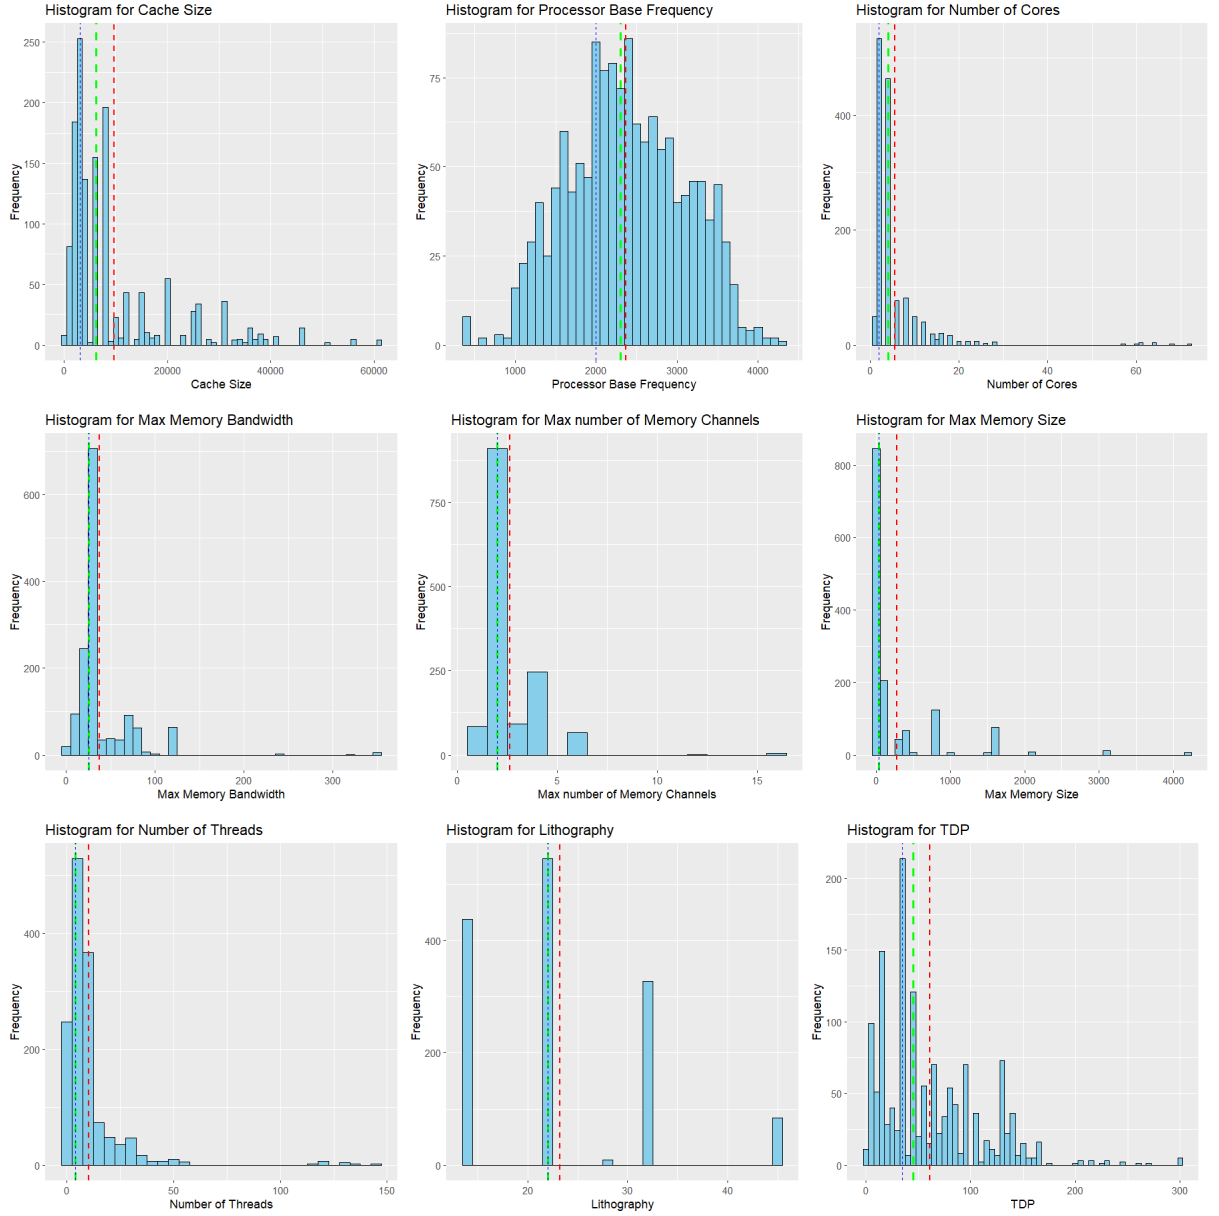 Histogram for Cache Size
Frequency
250
200
150
100
50
0
0 20000 40000 60000
Cache Size
Histogram for Processor Base Frequency
Frequency
75
50
25
0
1000 2000 3000 4000
Processor Base Frequency
Histogram for Number of Cores
Frequency
400
200
0
0 20 40 60
Number of Cores
Histogram for Max Memory Bandwidth
Frequency
600
400
200
0
0 100 200 300
Max Memory Bandwidth
Histogram for Max number of Memory Channels
Frequency
750
500
250
0
0 5 10 15
Max number of Memory Channels
Histogram for Max Memory Size
Frequency
800
600
400
200
0
0 1000 2000 3000 4000
Max Memory Size
Histogram for Number of Threads
Frequency
400
200
0
0 50 100 150
Number of Threads
Histogram for Lithography
Frequency
400
200
0
20 30 40
Lithography
Histogram for TDP
Frequency
200
150
100
50
0
0 100 200 300
TDP